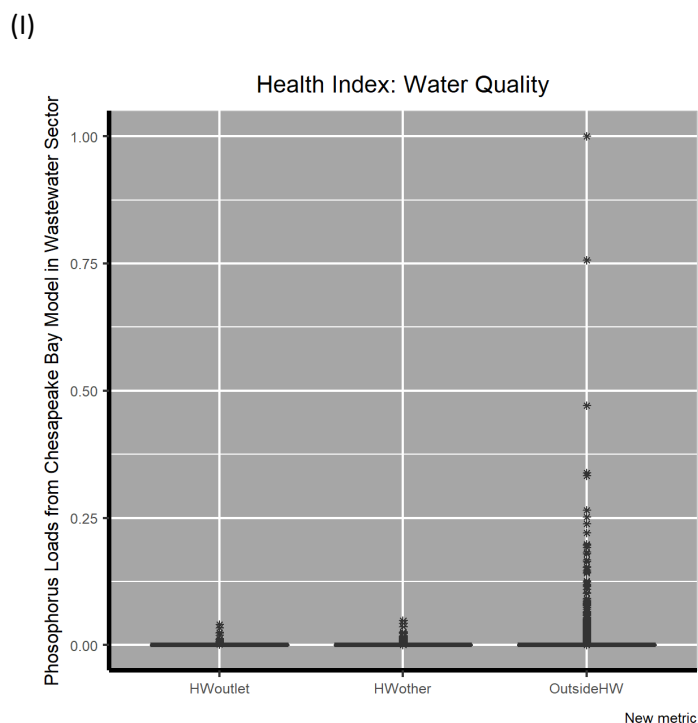 (I)
Health Index: Water Quality
Phosophorus Loads from Chesapeake Bay Model in Wastewater Sector
1.00
0.75
0.50
0.25
0.00
HWoutlet HWother OutsideHW
New metric